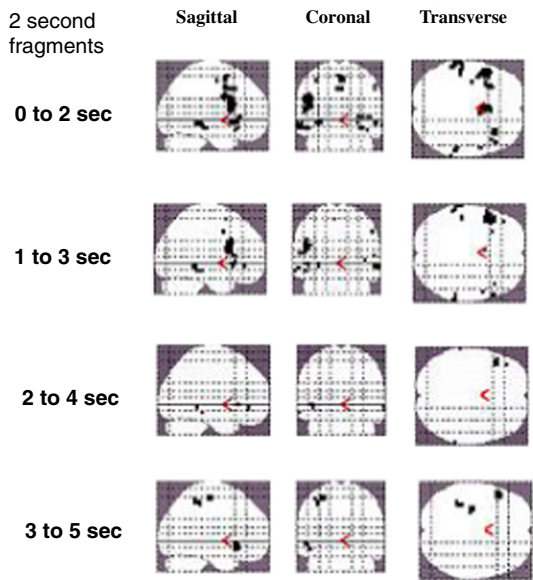 2 second
fragments
Sagittal Coronal Transverse
0 to 2 sec
1 to 3 sec
2 to 4 sec
3 to 5 sec